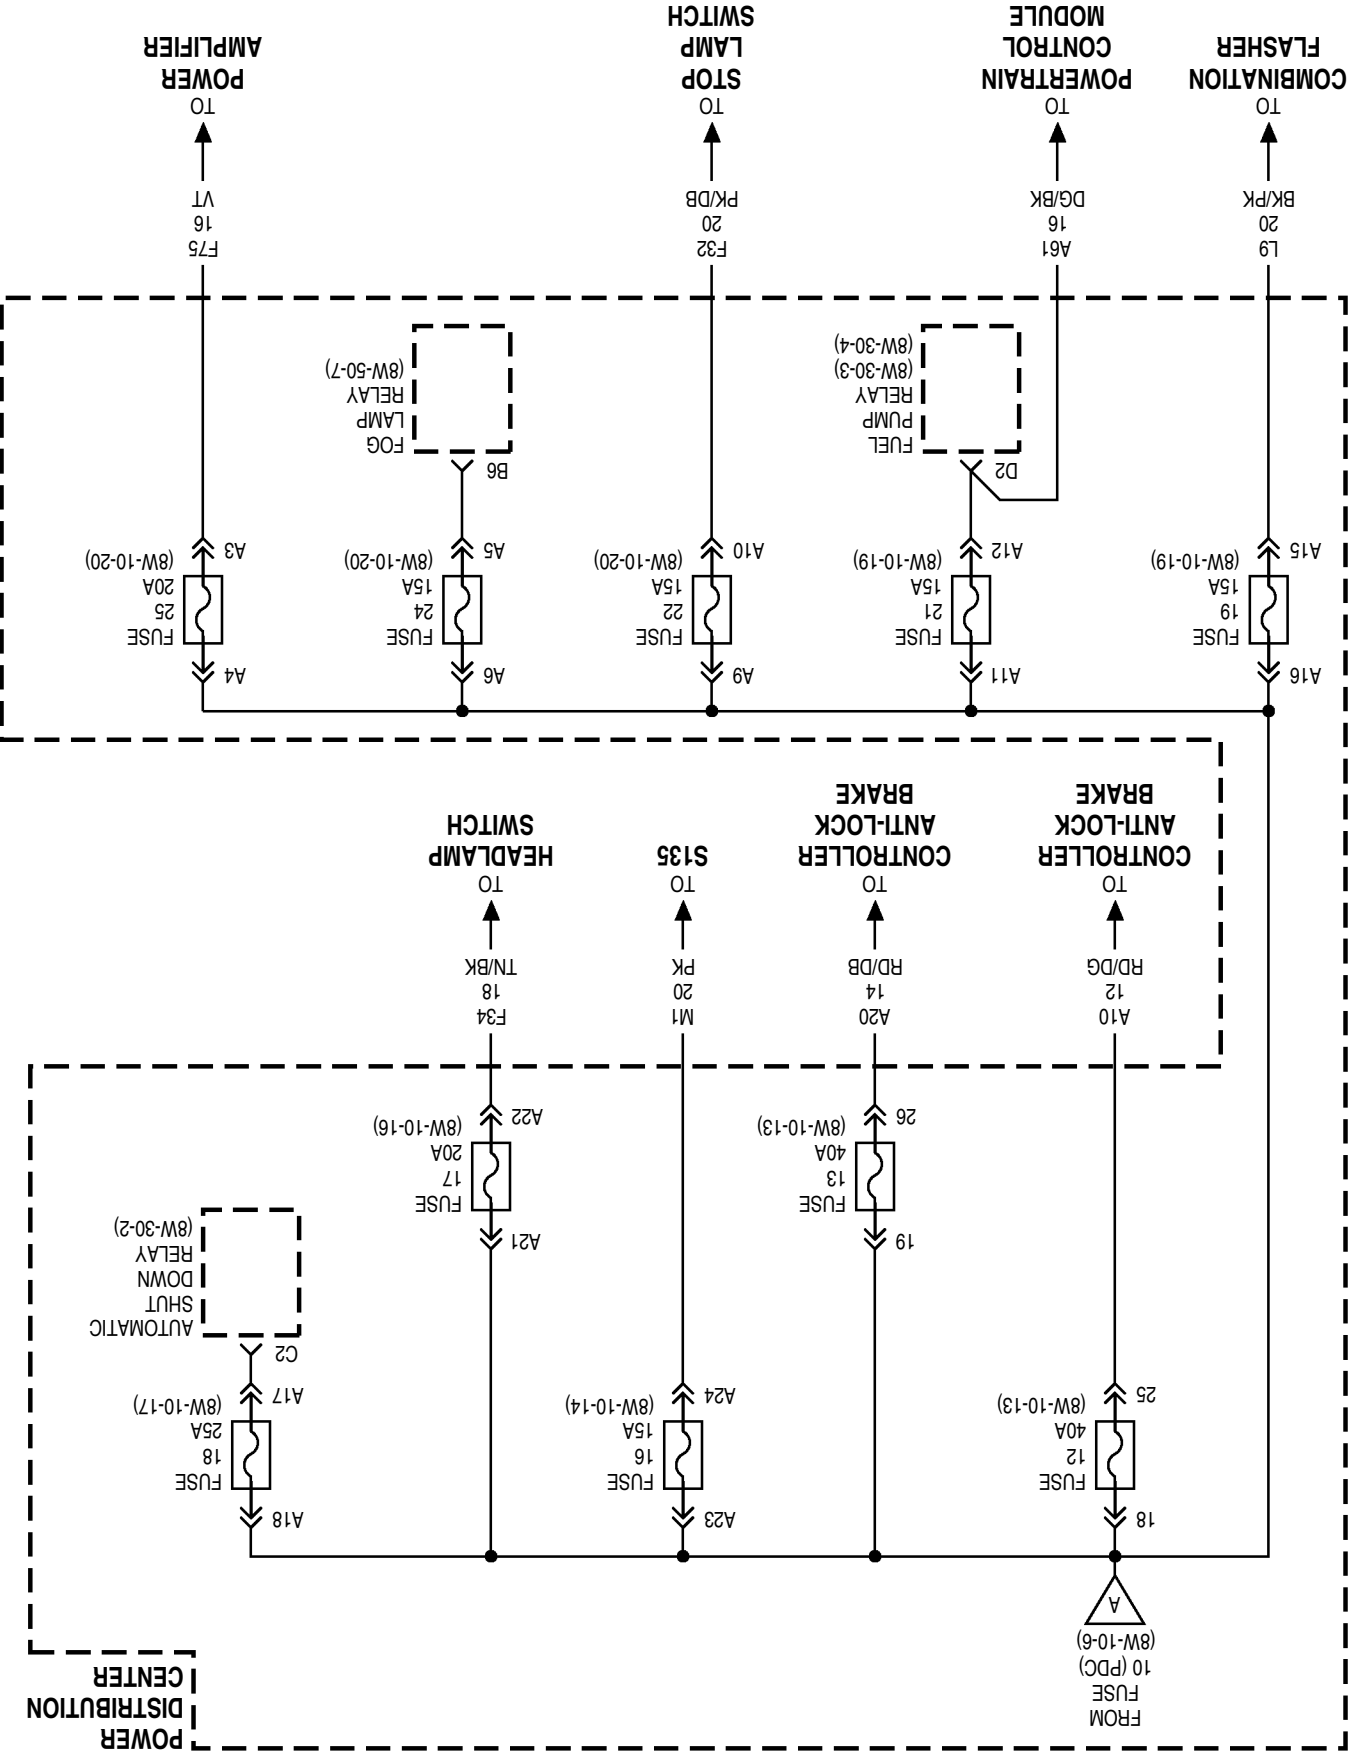 POWER
DISTRIBUTION
CENTER
FROM
FUSE
10 (PDC)
(8W-10-6)
A
18
FUSE
12
40A
(8W-10-13)
25
A23
FUSE
16
15A
(8W-10-14)
A24
A18
FUSE
18
25A
(8W-10-17)
A17
C2
AUTOMATIC
SHUT
DOWN
RELAY
(8W-30-2)
19
FUSE
13
40A
(8W-10-13)
26
A21
FUSE
17
20A
(8W-10-16)
A22
A10
12
RD/DG
TO
CONTROLLER
ANTI-LOCK
BRAKE
A20
14
RD/DB
TO
CONTROLLER
ANTI-LOCK
BRAKE
M1
20
PK
TO
S135
F34
18
TN/BK
TO
HEADLAMP
SWITCH
A16
FUSE
19
15A
(8W-10-19)
A15
A11
FUSE
21
15A
(8W-10-19)
A12
A9
FUSE
22
15A
(8W-10-20)
A10
A6
FUSE
24
15A
(8W-10-20)
A5
A4
FUSE
25
20A
(8W-10-20)
A3
D2
FUEL
PUMP
RELAY
(8W-30-3)
(8W-30-4)
B6
FOG
LAMP
RELAY
(8W-50-7)
L9
20
BK/PK
TO
COMBINATION
FLASHER
A61
16
DG/BK
TO
POWERTRAIN
CONTROL
MODULE
F32
20
PK/DB
TO
STOP
LAMP
SWITCH
F75
16
VT
TO
POWER
AMPLIFIER